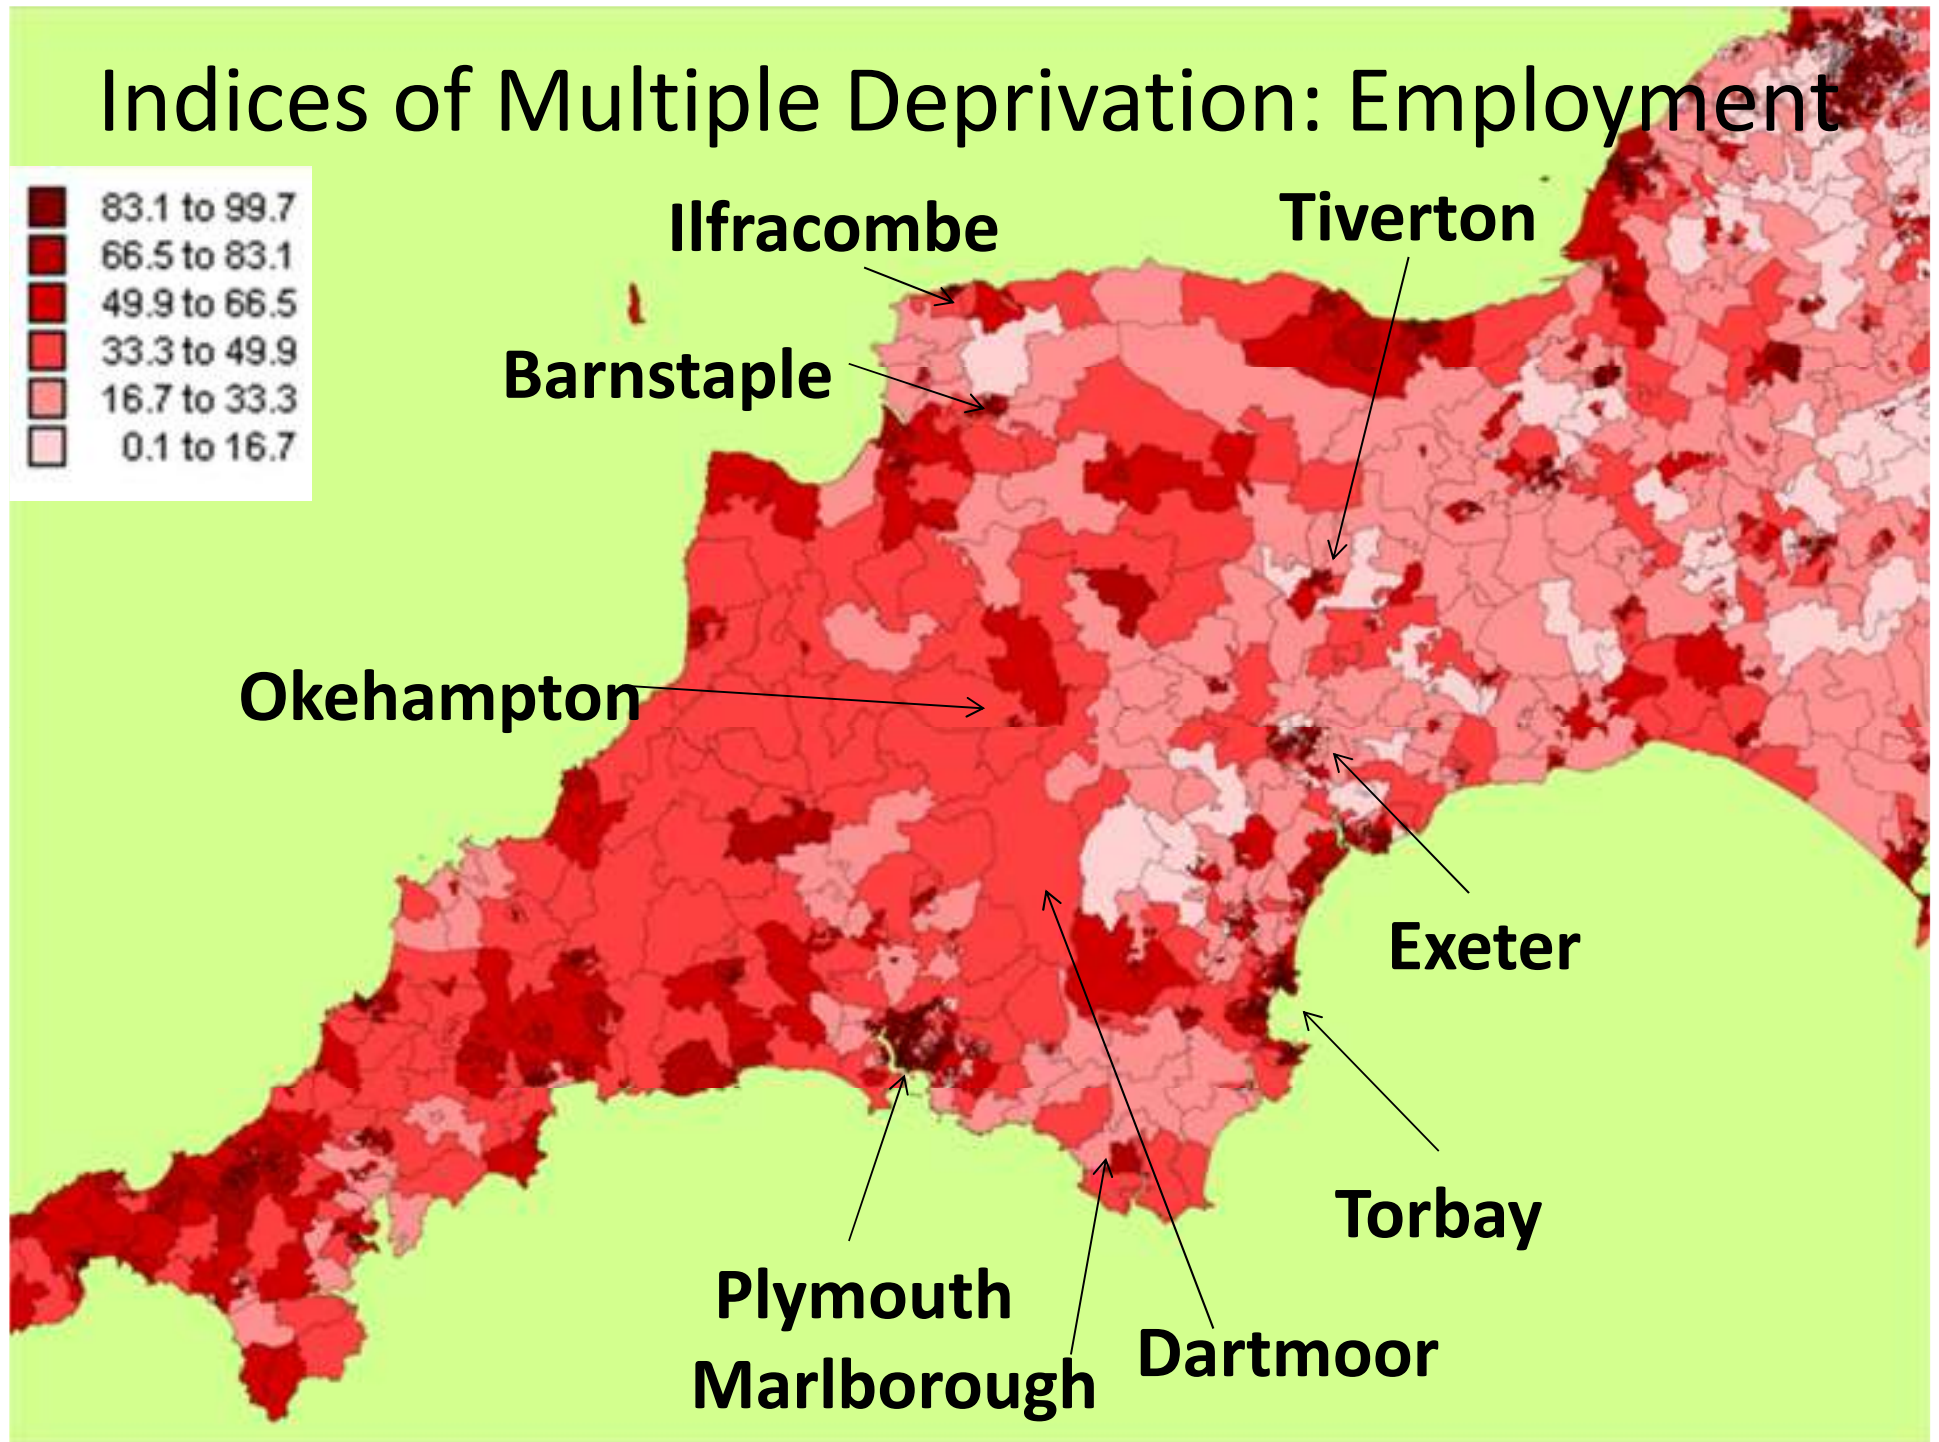 Indices of Multiple Deprivation: Employment
83.1 to 99.7
66.5 to 83.1
49.9 to 66.5
33.3 to 49.9
16.7 to 33.3
0.1 to 16.7
Ilfracombe
Tiverton
Barnstaple
Okehampton
Exeter
Torbay
Plymouth
Dartmoor
Marlborough